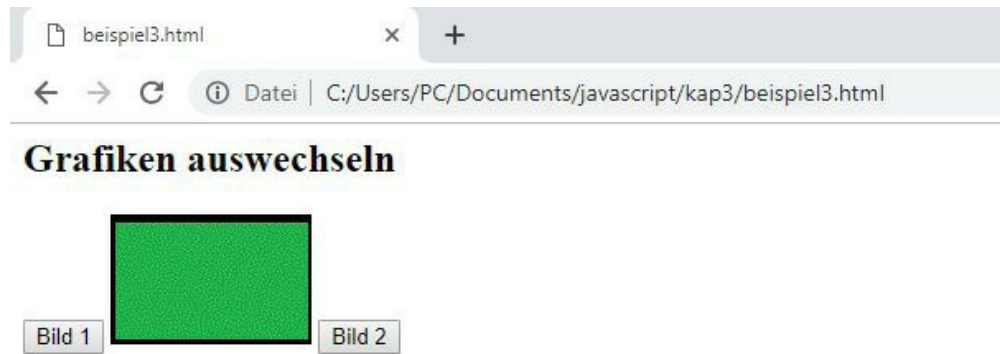 beispiel3.html
Datei | C:/Users/PC/Documents/javascript/kap3/beispiel3.html
Grafiken auswechseln
Bild 1 Bild 2